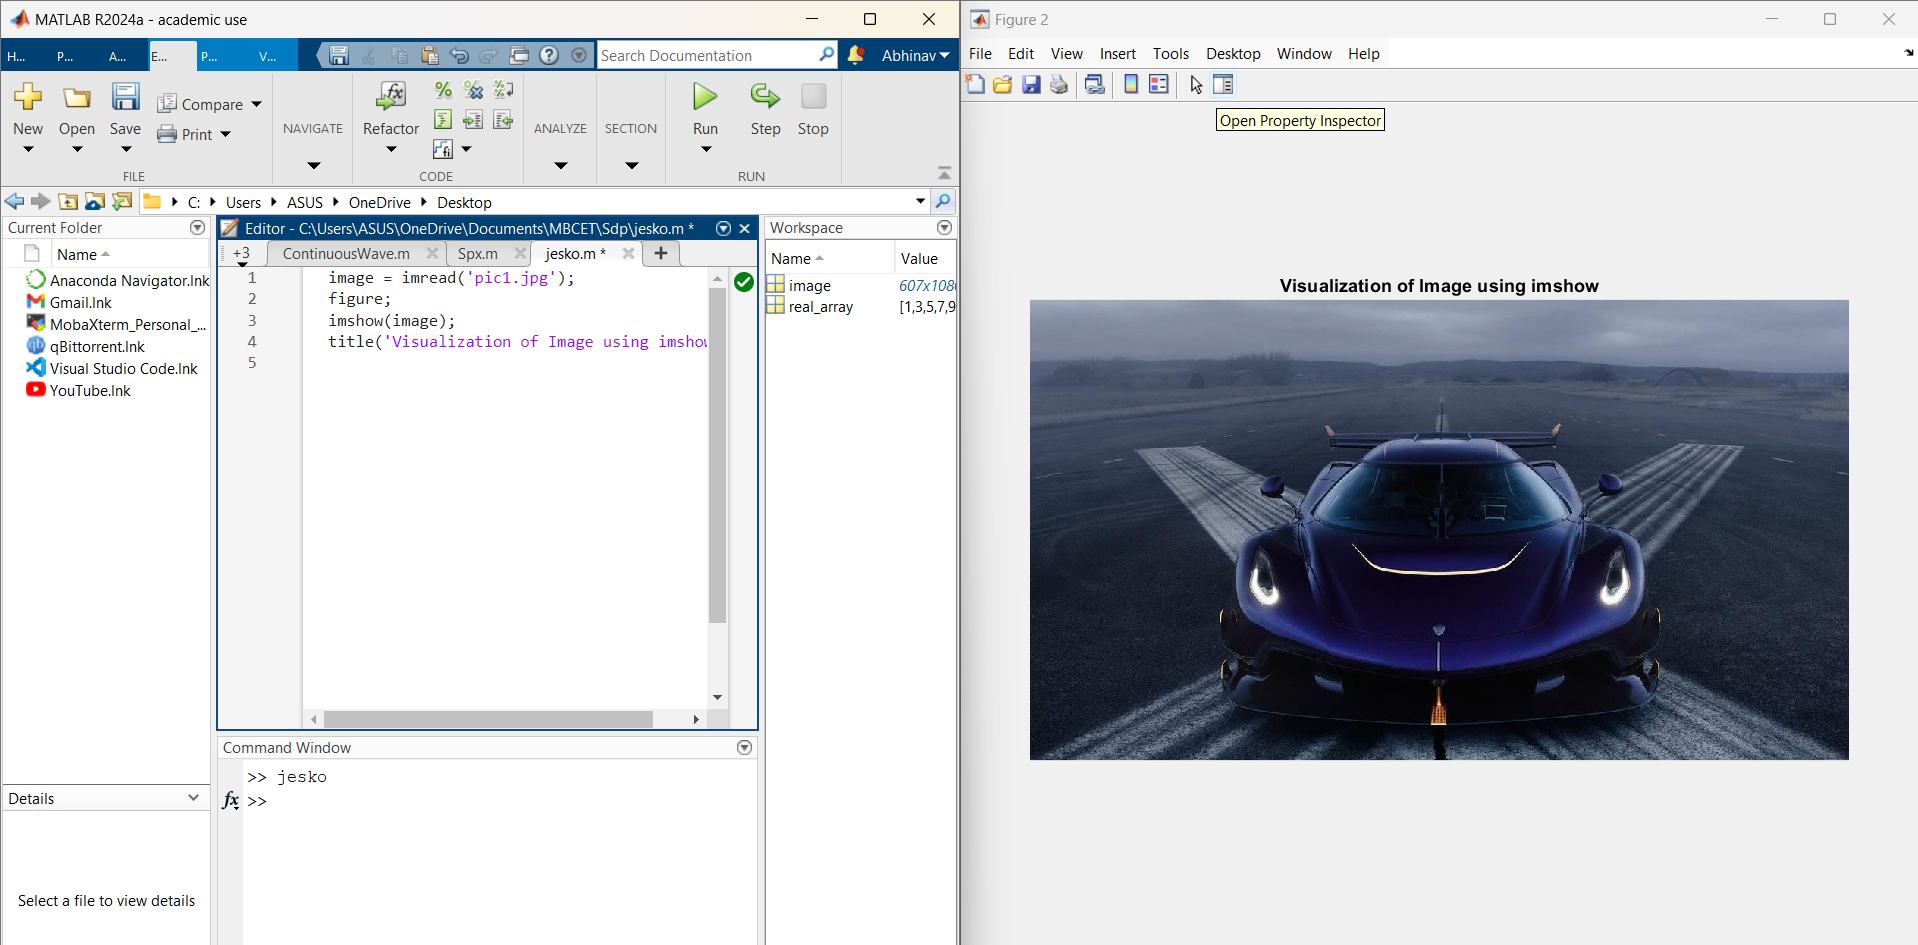 MATLAB R2024a - academic use
H... P... A... E... P... V...
Search Documentation
Abhinav
New
Open
Save
Compare
Print
FILE
NAVIGATE
Refactor
CODE
ANALYZE
SECTION
Run
Step
Stop
RUN
C: Users ASUS OneDrive Desktop
Current Folder
Name
Anaconda Navigator.lnk
Gmail.lnk
MobaXterm_Personal_...
qBittorrent.lnk
Visual Studio Code.lnk
YouTube.lnk
Details
Select a file to view details
Editor - C:\Users\ASUS\OneDrive\Documents\MBCET\Sdp\jesko.m *
+3 ContinuousWave.m Spx.m jesko.m *
1 image = imread('pic1.jpg');
2 figure;
3 imshow(image);
4 title('Visualization of Image using imshow
5
Command Window
>> jesko
fx >>
Workspace
Name Value
image 607x108
real_array [1,3,5,7,9
Figure 2
File Edit View Insert Tools Desktop Window Help
Open Property Inspector
Visualization of Image using imshow